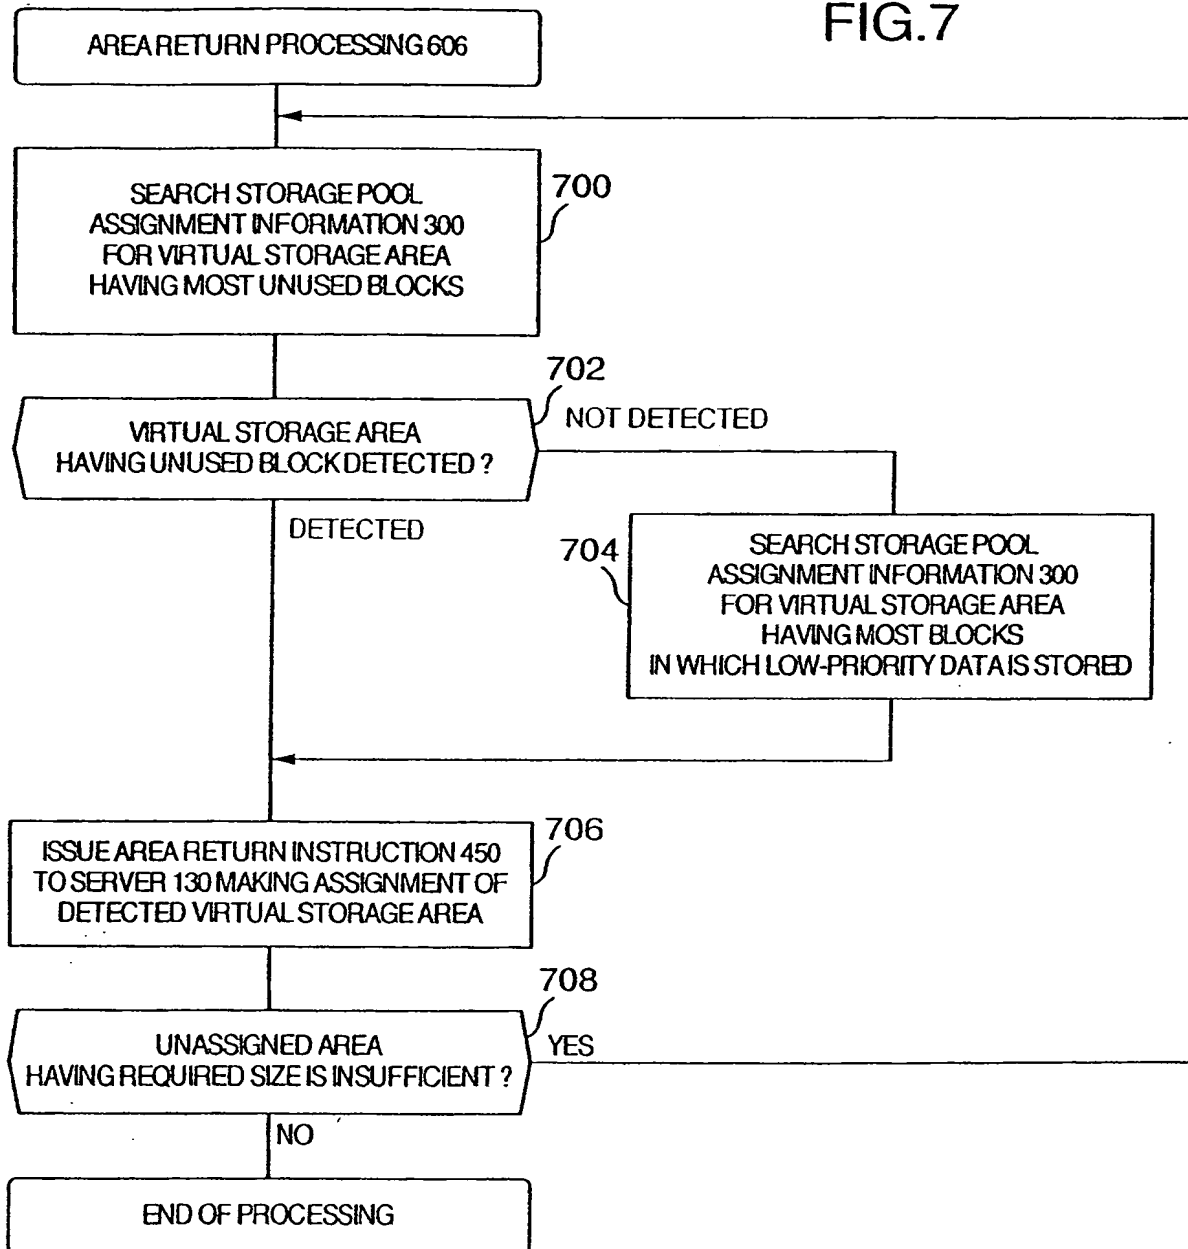 FIG.7
AREA RETURN PROCESSING 606
SEARCH STORAGE POOL
ASSIGNMENT INFORMATION 300
FOR VIRTUAL STORAGE AREA
HAVING MOST UNUSED BLOCKS
700
702
VIRTUAL STORAGE AREA
HAVING UNUSED BLOCK DETECTED ?
NOT DETECTED
DETECTED
704
SEARCH STORAGE POOL
ASSIGNMENT INFORMATION 300
FOR VIRTUAL STORAGE AREA
HAVING MOST BLOCKS
IN WHICH LOW-PRIORITY DATA IS STORED
706
ISSUE AREA RETURN INSTRUCTION 450
TO SERVER 130 MAKING ASSIGNMENT OF
DETECTED VIRTUAL STORAGE AREA
708
UNASSIGNED AREA
HAVING REQUIRED SIZE IS INSUFFICIENT ?
YES
NO
END OF PROCESSING